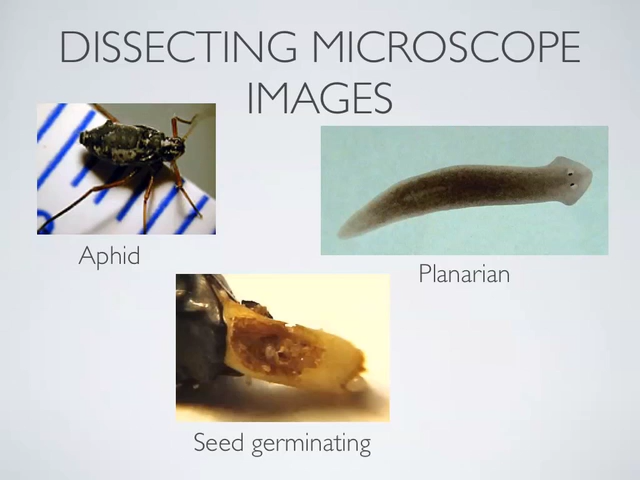 DISSECTING MICROSCOPE
IMAGES
Aphid
Planarian
Seed germinating